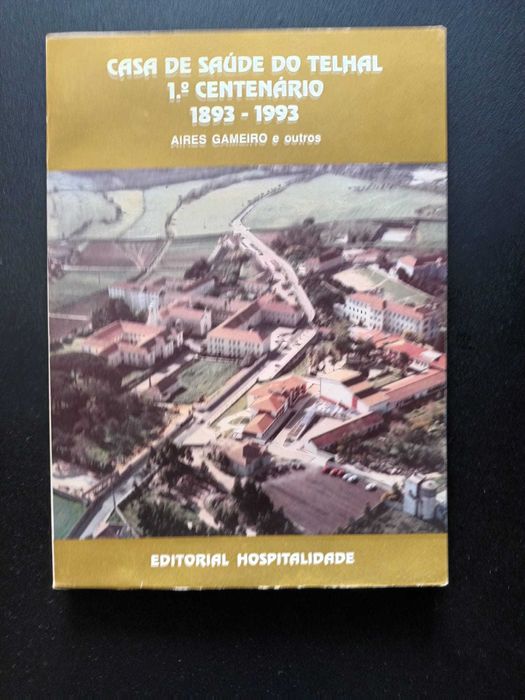 CASA DE SAÚDE DO TELHAL
1.º CENTENÁRIO
1893 - 1993
AIRES GAMEIRO e outros
EDITORIAL HOSPITALIDADE